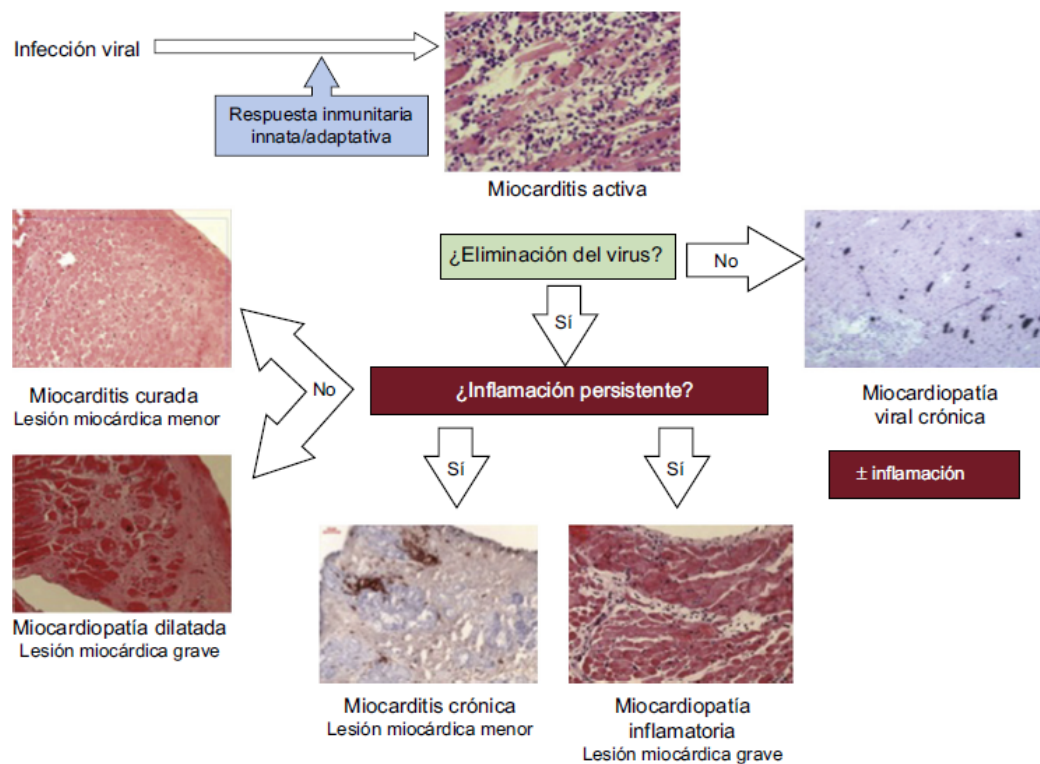 Infección viral
Respuesta inmunitaria
innata/adaptativa
Miocarditis activa
¿Eliminación del virus?
No
Sí
Miocardiopatía
viral crónica
± inflamación
¿Inflamación persistente?
No
Miocarditis curada
Lesión miocárdica menor
Miocardiopatía dilatada
Lesión miocárdica grave
Sí
Sí
Miocarditis crónica
Lesión miocárdica menor
Miocardiopatía
inflamatoria
Lesión miocárdica grave